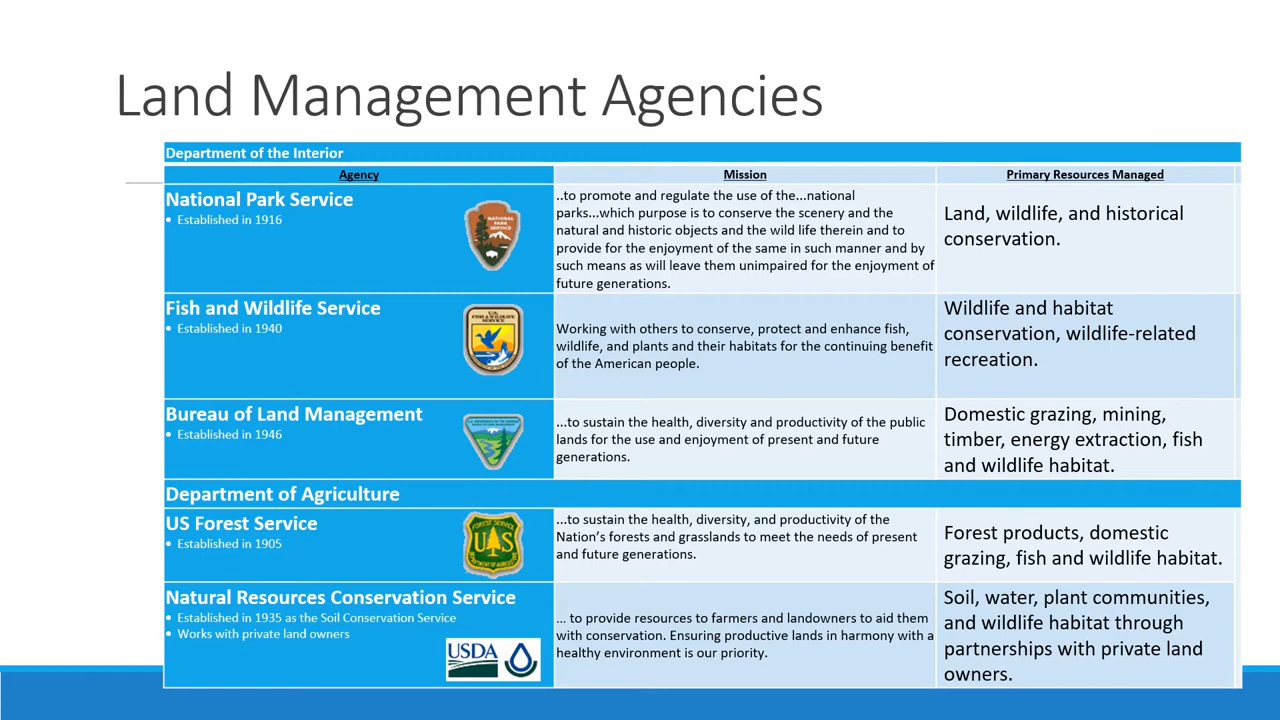 Land Management Agencies
Department of the Interior
Agency
Mission
Primary Resources Managed
National Park Service
• Established in 1916
NATIONAL
PARK
SERVICE
..to promote and regulate the use of the...national
parks...which purpose is to conserve the scenery and the
natural and historic objects and the wild life therein and to
provide for the enjoyment of the same in such manner and by
such means as will leave them unimpaired for the enjoyment of
future generations.
Land, wildlife, and historical
conservation.
Fish and Wildlife Service
• Established in 1940
U.S.
FISH & WILDLIFE
SERVICE
Working with others to conserve, protect and enhance fish,
wildlife, and plants and their habitats for the continuing benefit
of the American people.
Wildlife and habitat
conservation, wildlife-related
recreation.
Bureau of Land Management
• Established in 1946
...to sustain the health, diversity and productivity of the public
lands for the use and enjoyment of present and future
generations.
Domestic grazing, mining,
timber, energy extraction, fish
and wildlife habitat.
Department of Agriculture
US Forest Service
• Established in 1905
FOREST SERVICE
U S
DEPARTMENT OF AGRICULTURE
...to sustain the health, diversity, and productivity of the
Nation’s forests and grasslands to meet the needs of present
and future generations.
Forest products, domestic
grazing, fish and wildlife habitat.
Natural Resources Conservation Service
• Established in 1935 as the Soil Conservation Service
• Works with private land owners
USDA
... to provide resources to farmers and landowners to aid them
with conservation. Ensuring productive lands in harmony with a
healthy environment is our priority.
Soil, water, plant communities,
and wildlife habitat through
partnerships with private land
owners.